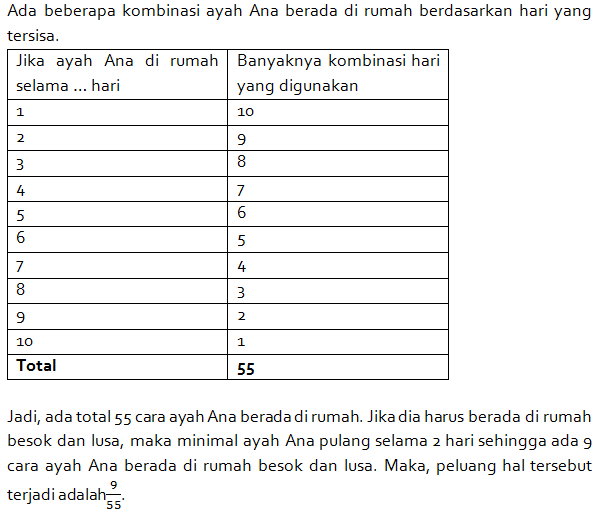 Ada beberapa kombinasi ayah Ana berada di rumah berdasarkan hari yang
tersisa.
Jika ayah Ana di rumah selama ... hari | Banyaknya kombinasi hari yang digunakan
1 | 10
2 | 9
3 | 8
4 | 7
5 | 6
6 | 5
7 | 4
8 | 3
9 | 2
10 | 1
Total | 55
Jadi, ada total 55 cara ayah Ana berada di rumah. Jika dia harus berada di rumah
besok dan lusa, maka minimal ayah Ana pulang selama 2 hari sehingga ada 9
cara ayah Ana berada di rumah besok dan lusa. Maka, peluang hal tersebut
terjadi adalah 9/55.